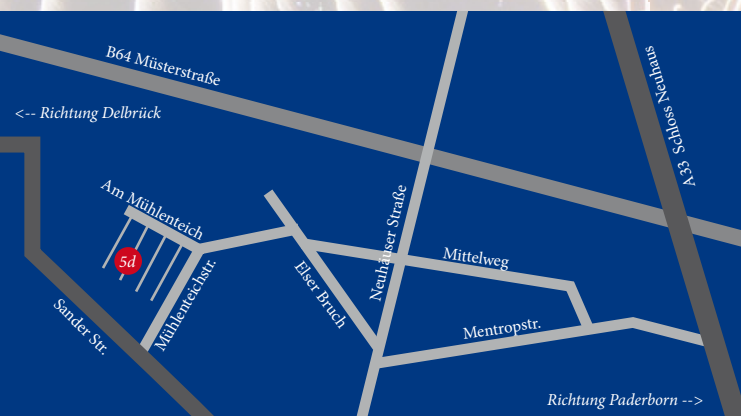 B64 Müsterstraße
A33 Schloss Neuhaus
<-- Richtung Delbrück
Am Mühlenteich
5d
Mühlenteichstr.
Sander Str.
Elser Bruch
Neuhäuser Straße
Mittelweg
Mentropstr.
Richtung Paderborn -->